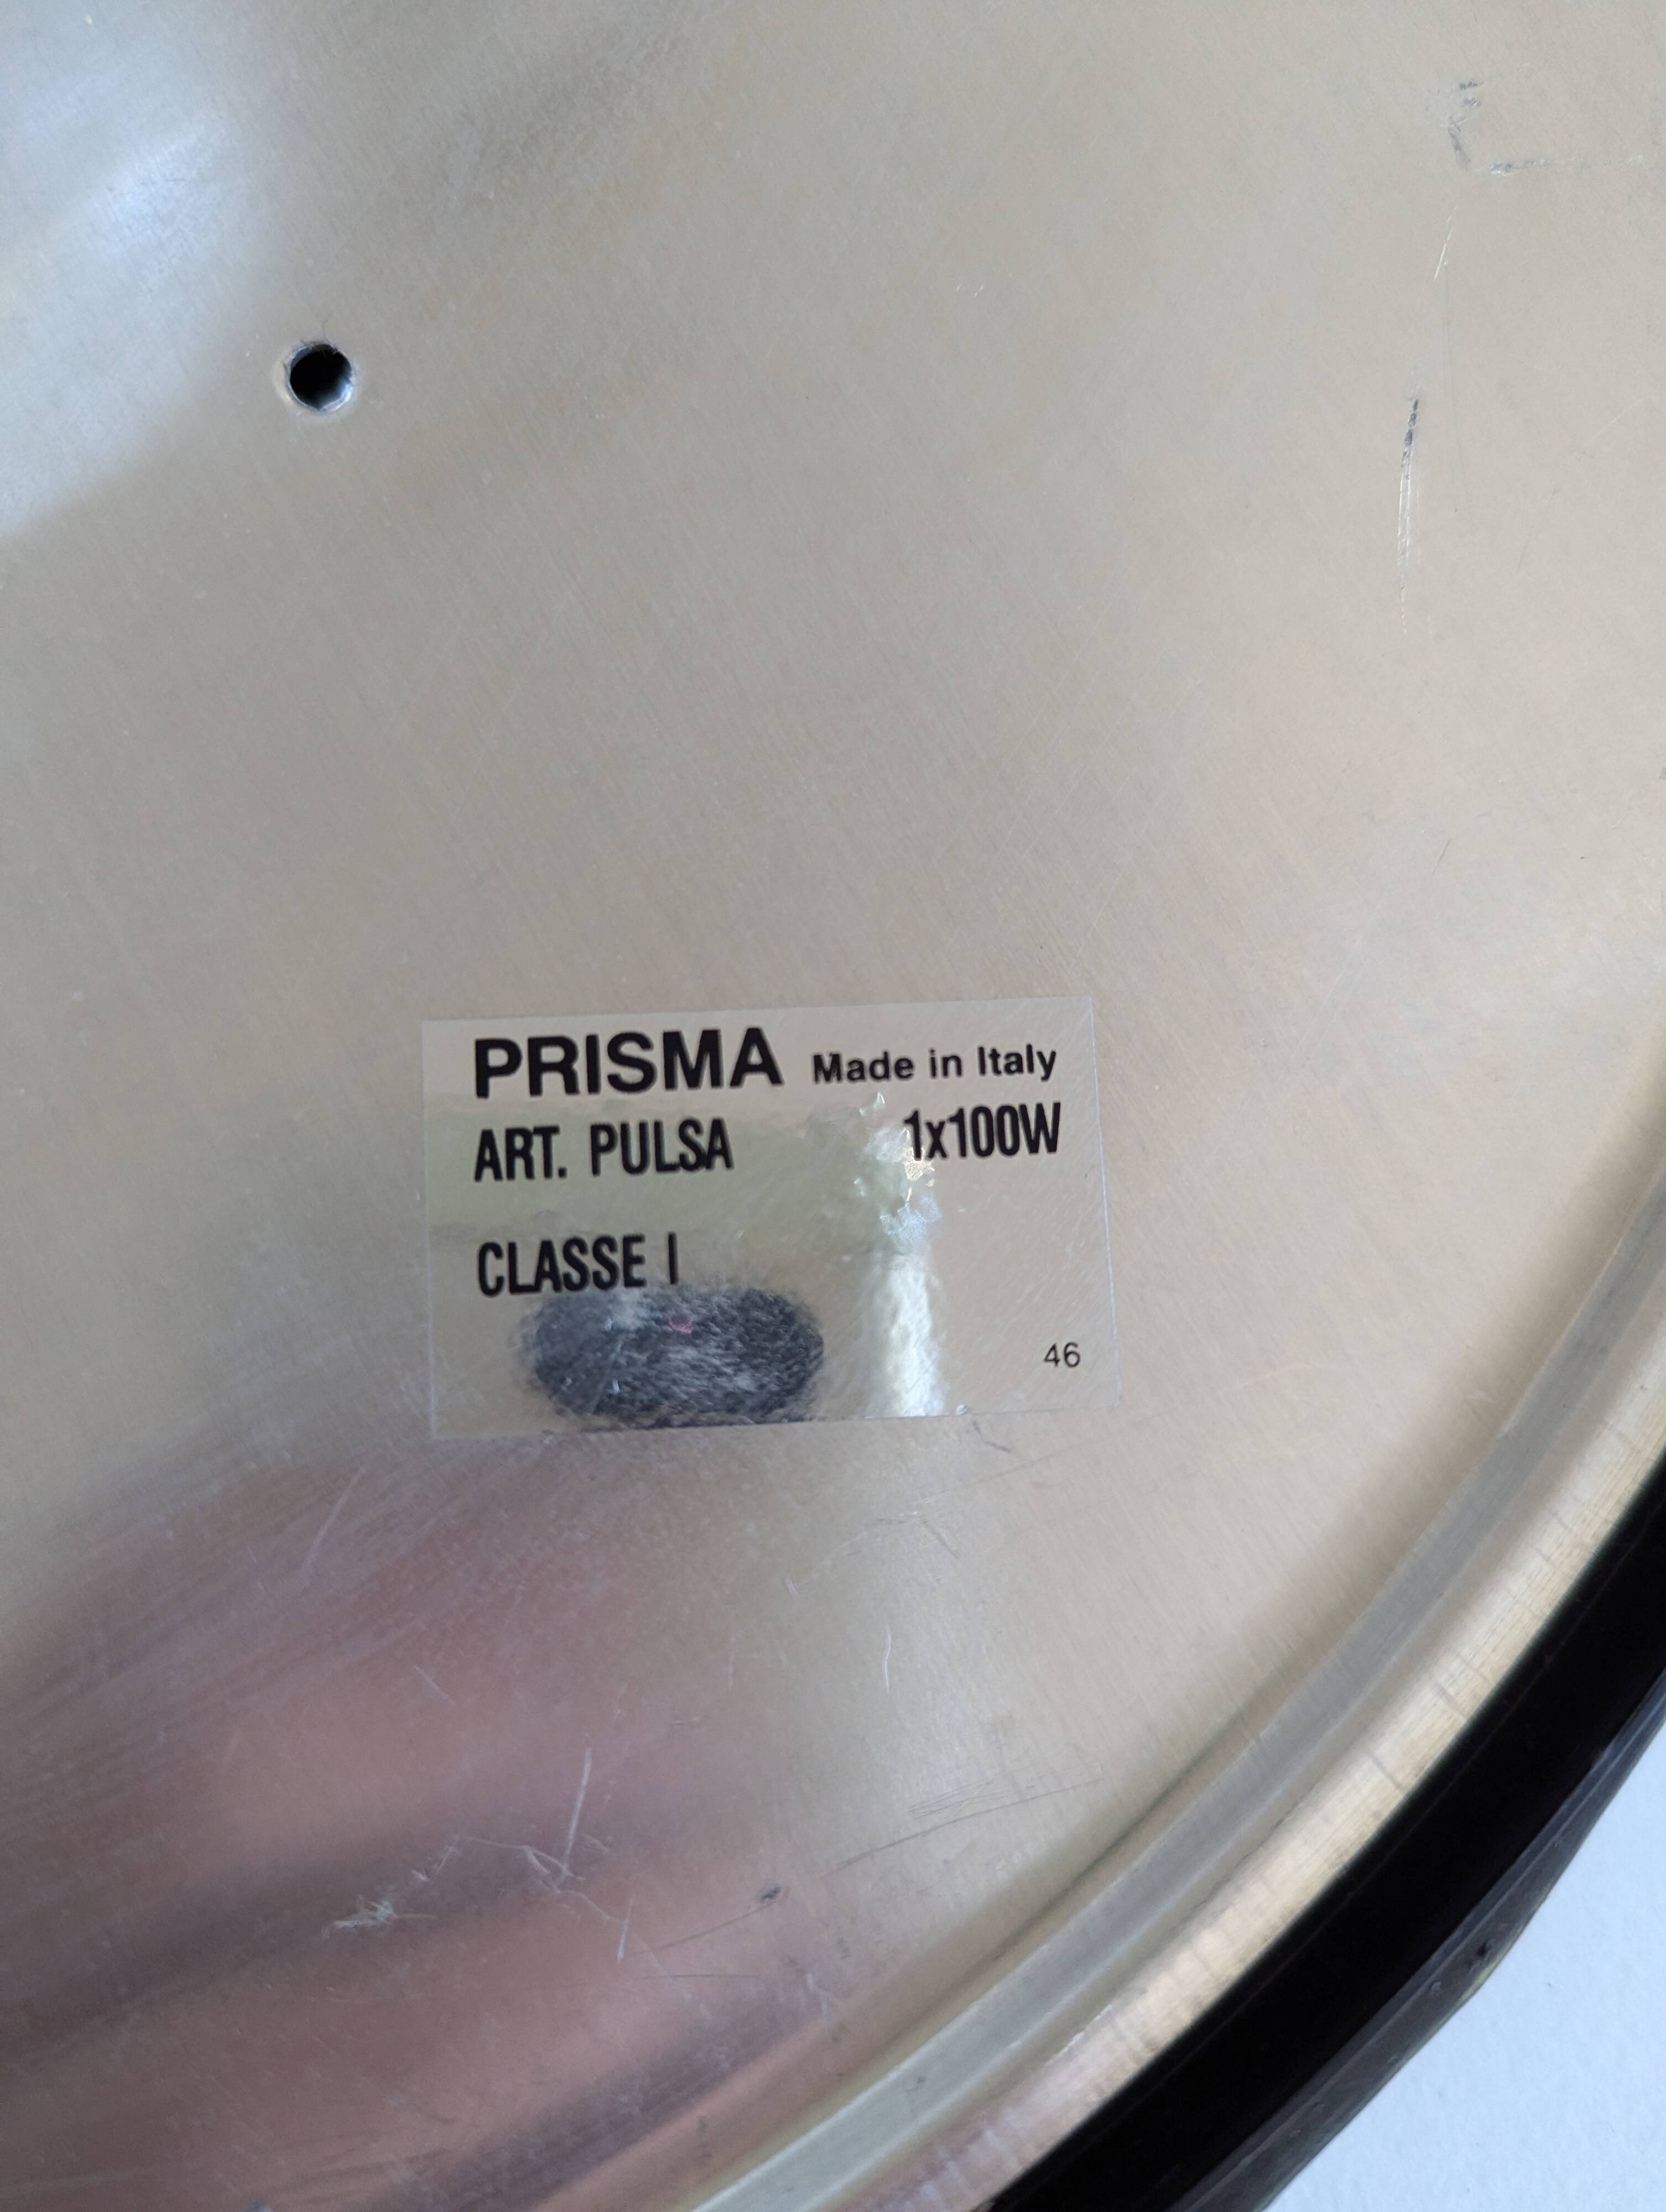 PRISMA Made in Italy
ART. PULSA 1x100W
CLASSE I
46